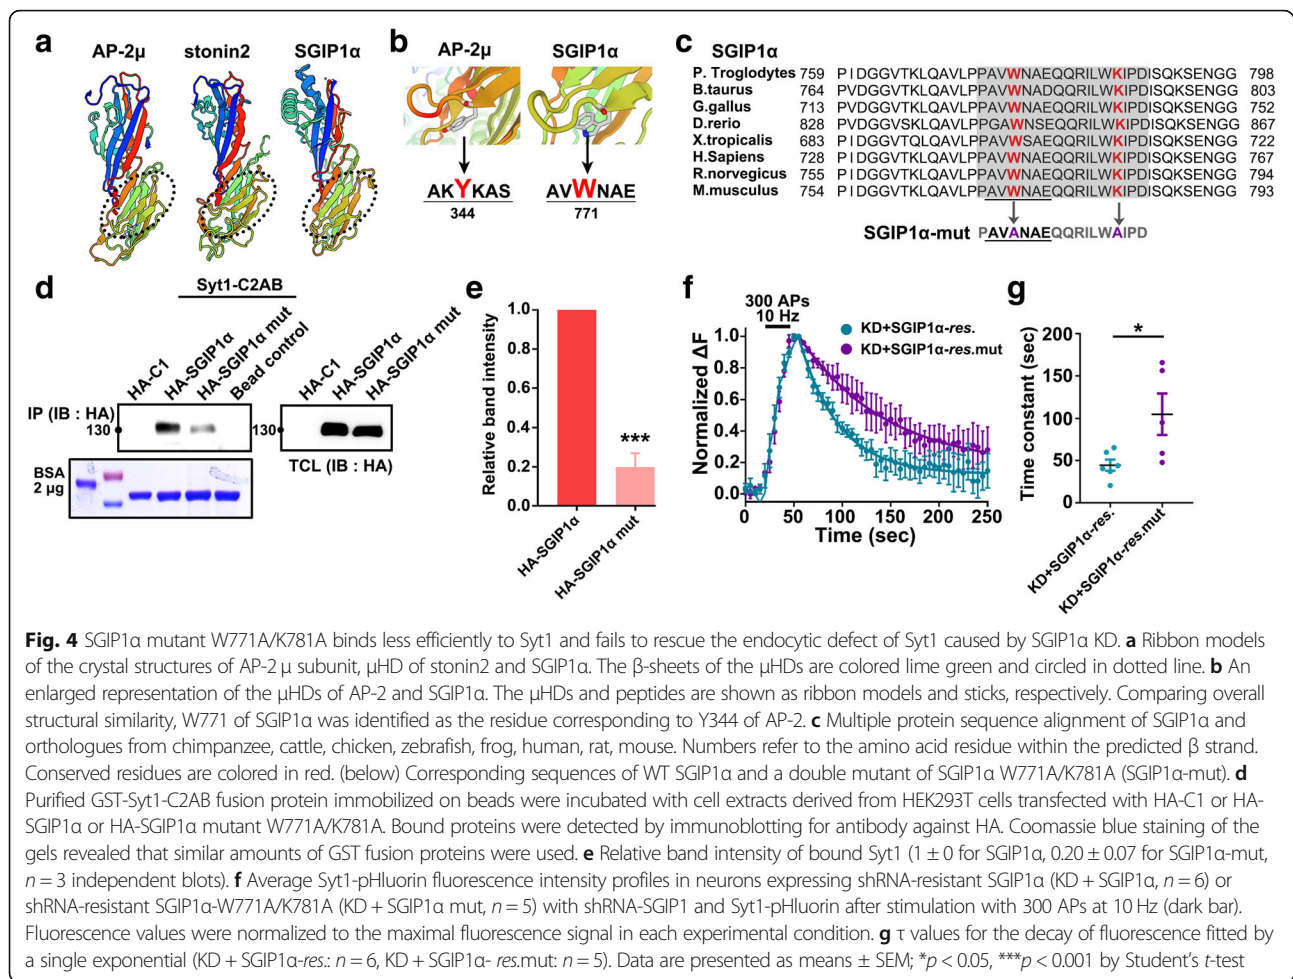 a
AP-2μ stonin2 SGIP1α
b
AP-2μ SGIP1α
AKYKAS AVWNAE
344 771
c SGIP1α
P. Troglodytes 759 PIDGGVTKLQAVLPPAVWNAEQQRILWKIPDISQKSENGG 798
B.taurus 764 PVDGGVTKLQAVLPPAVWNADQQRILWKIPDISQKSENGG 803
G.gallus 713 PVDGGVTKLQAVLPPAVWNAEQQRILWKIPDISQKSENGG 752
D.rerio 828 PVDGGVSKLQAVLPPGAWNSEQQRILWKIPDISQKSENGG 867
X.tropicalis 683 PIDGGVTQLQAVLPPAVWSAEQQRILWKIPDISQKSENGG 722
H.Sapiens 728 PIDGGVTKLQAVLPPAVWNAEQQRILWKIPDISQKSENGG 767
R.norvegicus 755 PIDGGVTKLQAVLPPAVWNAEQQRILWKIPDISQKSENGG 794
M.musculus 754 PIDGGVTKLQAVLPPAVWNAEQQRILWKIPDISQKSENGG 793
SGIP1α-mut PAVANAEQQRILWAIPD
d
Syt1-C2AB
HA-C1 HA-SGIP1α HA-SGIP1α mut Bead control
HA-C1 HA-SGIP1α HA-SGIP1α mut
IP (IB : HA) 130
130
TCL (IB : HA)
BSA
2 μg
e
Relative band intensity
1.0
0.8
0.6
0.4
0.2
0.0
***
HA-SGIP1α HA-SGIP1α mut
f
300 APs
10 Hz
KD+SGIP1α-res.
KD+SGIP1α-res.mut
Normalized ΔF
1.0
0.8
0.6
0.4
0.2
0.0
0 50 100 150 200 250
Time (sec)
g
*
Time constant (sec)
200
150
100
50
0
KD+SGIP1α-res. KD+SGIP1α-res.mut
Fig. 4 SGIP1α mutant W771A/K781A binds less efficiently to Syt1 and fails to rescue the endocytic defect of Syt1 caused by SGIP1α KD. a Ribbon models
of the crystal structures of AP-2 μ subunit, μHD of stonin2 and SGIP1α. The β-sheets of the μHDs are colored lime green and circled in dotted line. b An
enlarged representation of the μHDs of AP-2 and SGIP1α. The μHDs and peptides are shown as ribbon models and sticks, respectively. Comparing overall
structural similarity, W771 of SGIP1α was identified as the residue corresponding to Y344 of AP-2. c Multiple protein sequence alignment of SGIP1α and
orthologues from chimpanzee, cattle, chicken, zebrafish, frog, human, rat, mouse. Numbers refer to the amino acid residue within the predicted β strand.
Conserved residues are colored in red. (below) Corresponding sequences of WT SGIP1α and a double mutant of SGIP1α W771A/K781A (SGIP1α-mut). d
Purified GST-Syt1-C2AB fusion protein immobilized on beads were incubated with cell extracts derived from HEK293T cells transfected with HA-C1 or HA-
SGIP1α or HA-SGIP1α mutant W771A/K781A. Bound proteins were detected by immunoblotting for antibody against HA. Coomassie blue staining of the
gels revealed that similar amounts of GST fusion proteins were used. e Relative band intensity of bound Syt1 (1 ± 0 for SGIP1α, 0.20 ± 0.07 for SGIP1α-mut,
n = 3 independent blots). f Average Syt1-pHluorin fluorescence intensity profiles in neurons expressing shRNA-resistant SGIP1α (KD + SGIP1α, n = 6) or
shRNA-resistant SGIP1α-W771A/K781A (KD + SGIP1α mut, n = 5) with shRNA-SGIP1 and Syt1-pHluorin after stimulation with 300 APs at 10 Hz (dark bar).
Fluorescence values were normalized to the maximal fluorescence signal in each experimental condition. g τ values for the decay of fluorescence fitted by
a single exponential (KD + SGIP1α-res.: n = 6, KD + SGIP1α- res.mut: n = 5). Data are presented as means ± SEM; *p < 0.05, ***p < 0.001 by Student's t-test